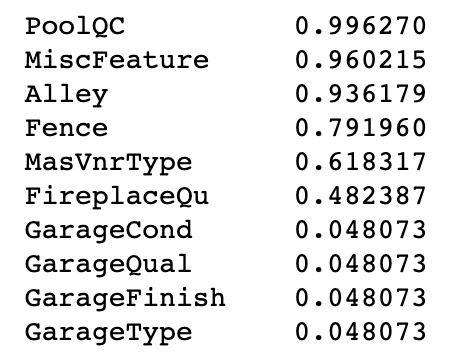 PoolQC 0.996270
MiscFeature 0.960215
Alley 0.936179
Fence 0.791960
MasVnrType 0.618317
FireplaceQu 0.482387
GarageCond 0.048073
GarageQual 0.048073
GarageFinish 0.048073
GarageType 0.048073